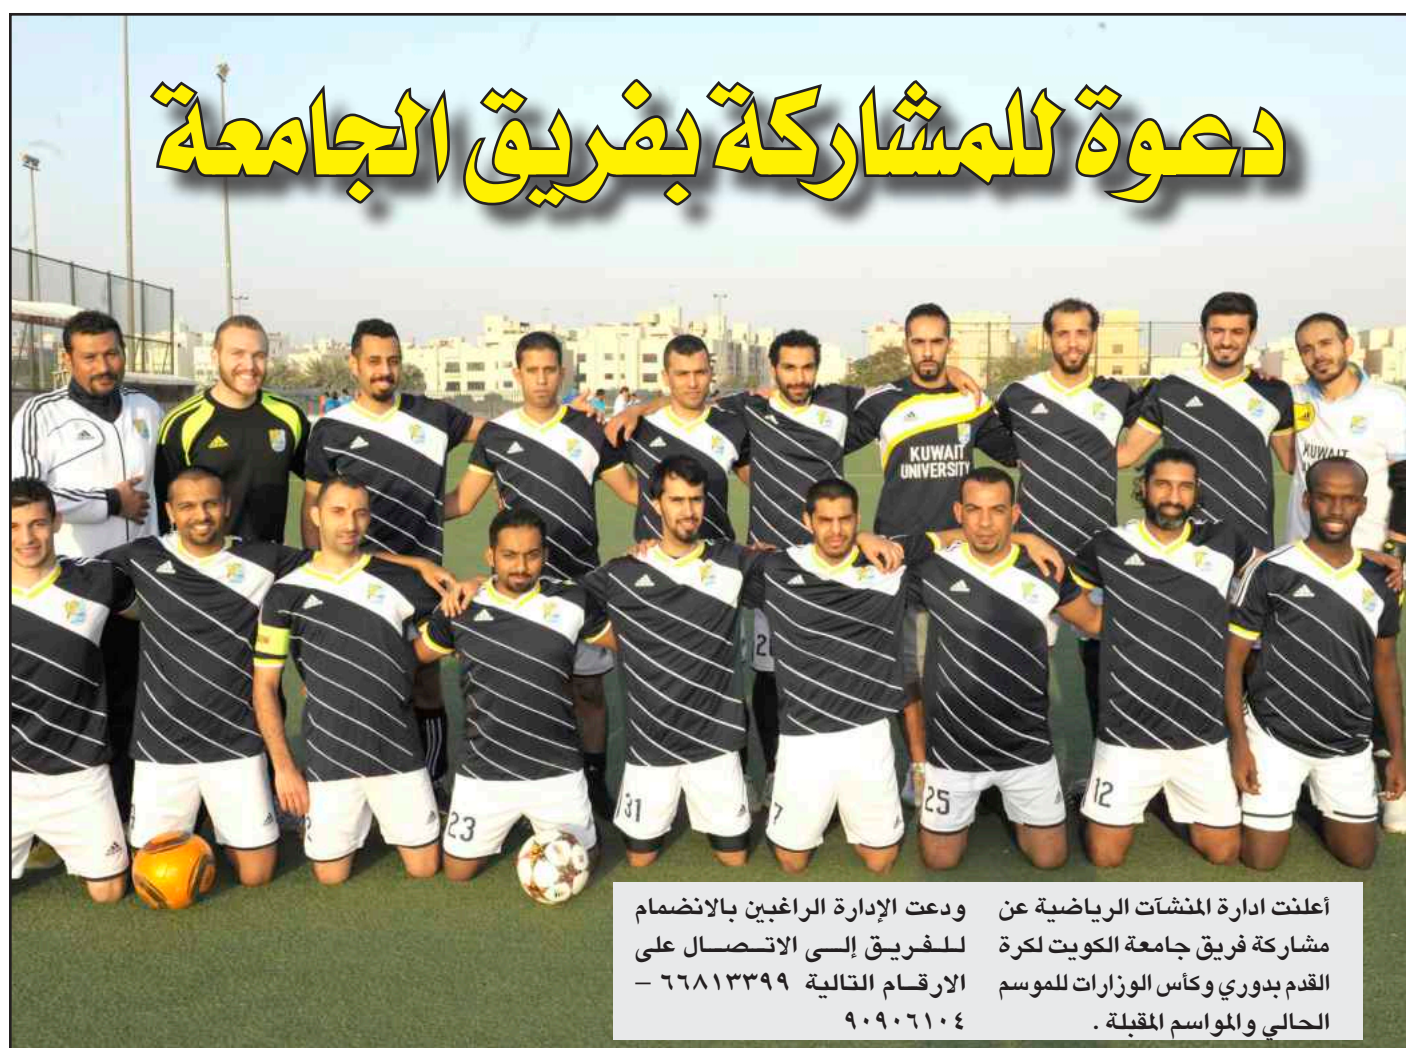 دعوة للمشاركة بفريق الجامعة
KUWAIT
UNIVERSITY
KUWAIT
23
31
7
25
12
أعلنت ادارة المنشآت الرياضية عن
مشاركة فريق جامعة الكويت لكرة
القدم بدوري وكأس الوزارات للموسم
الحالي والمواسم المقبلة .
ودعت الإدارة الراغبين بالانضمام
للفريق إلى الاتصال على
الارقام التالية ٦٦٨١٣٣٩٩ –
٩٠٩٠٦١٠٤